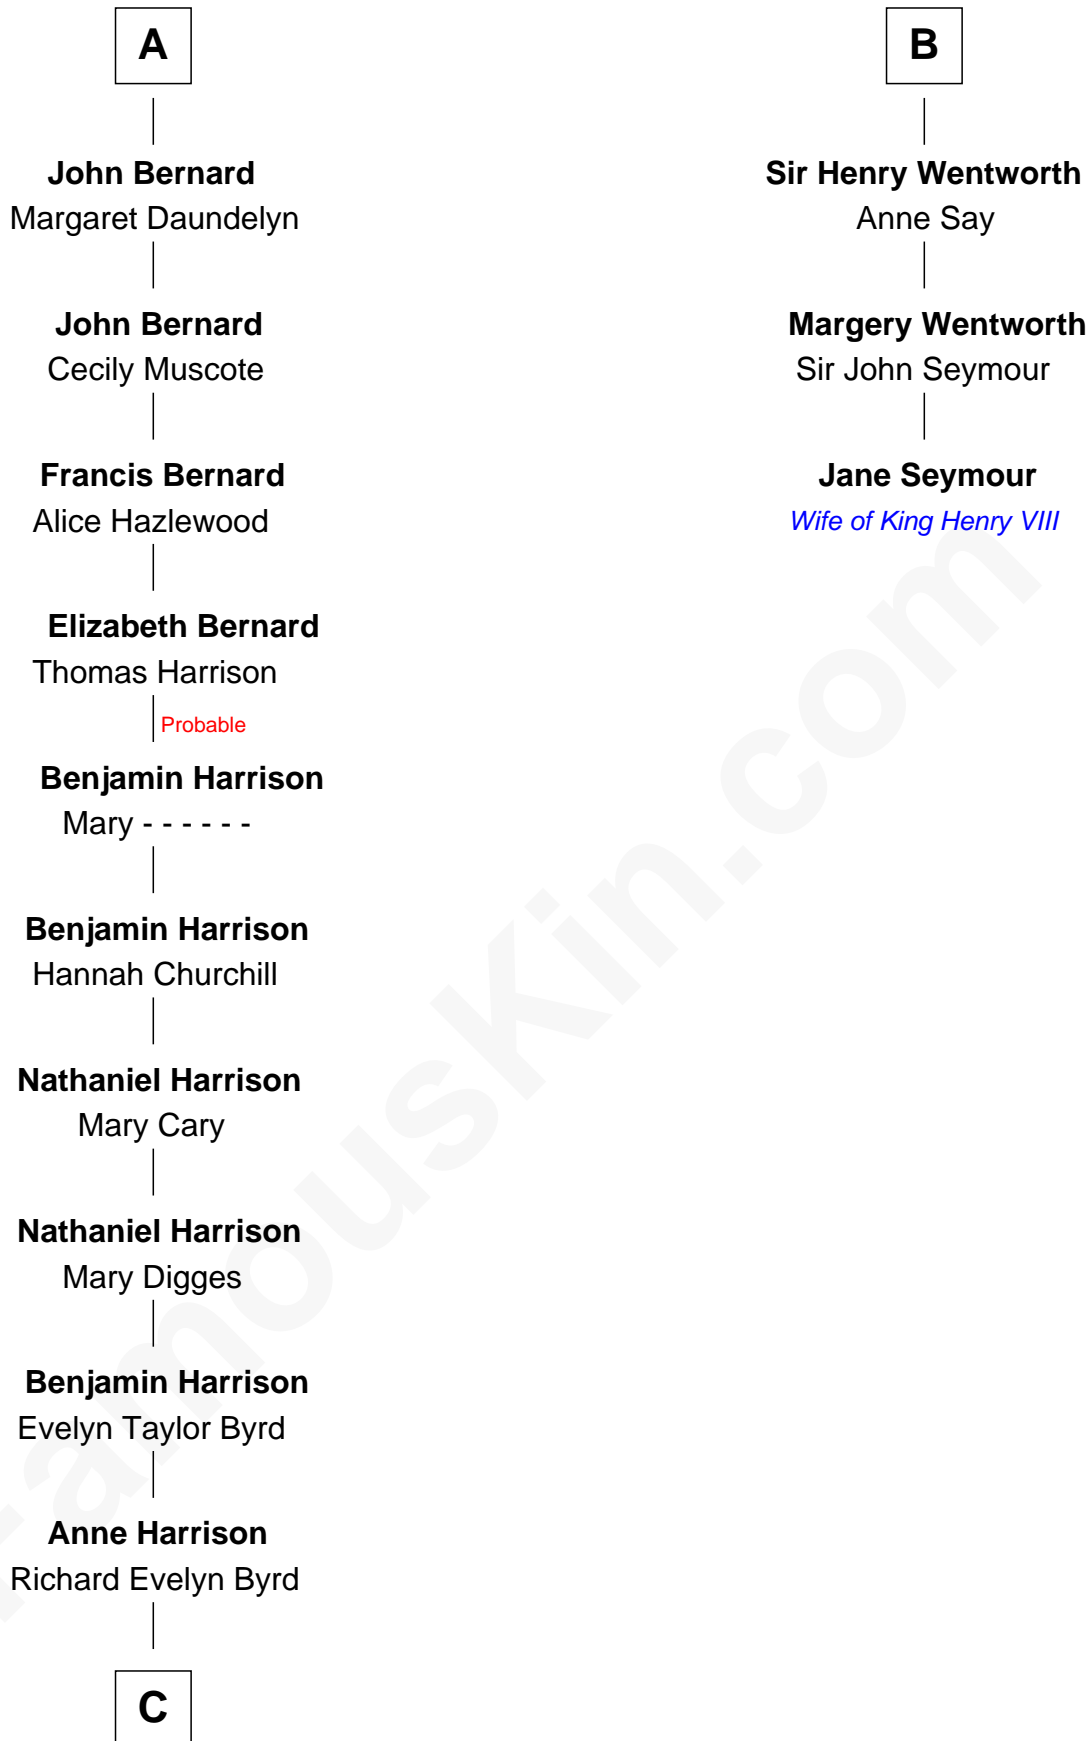 A
John Bernard
Margaret Daundelyn
John Bernard
Cecily Muscote
Francis Bernard
Alice Hazlewood
Elizabeth Bernard
Thomas Harrison
Probable
Benjamin Harrison
Mary - - - - - -
Benjamin Harrison
Hannah Churchill
Nathaniel Harrison
Mary Cary
Nathaniel Harrison
Mary Digges
Benjamin Harrison
Evelyn Taylor Byrd
Anne Harrison
Richard Evelyn Byrd
C
B
Sir Henry Wentworth
Anne Say
Margery Wentworth
Sir John Seymour
Jane Seymour
Wife of King Henry VIII
FamousKin.com